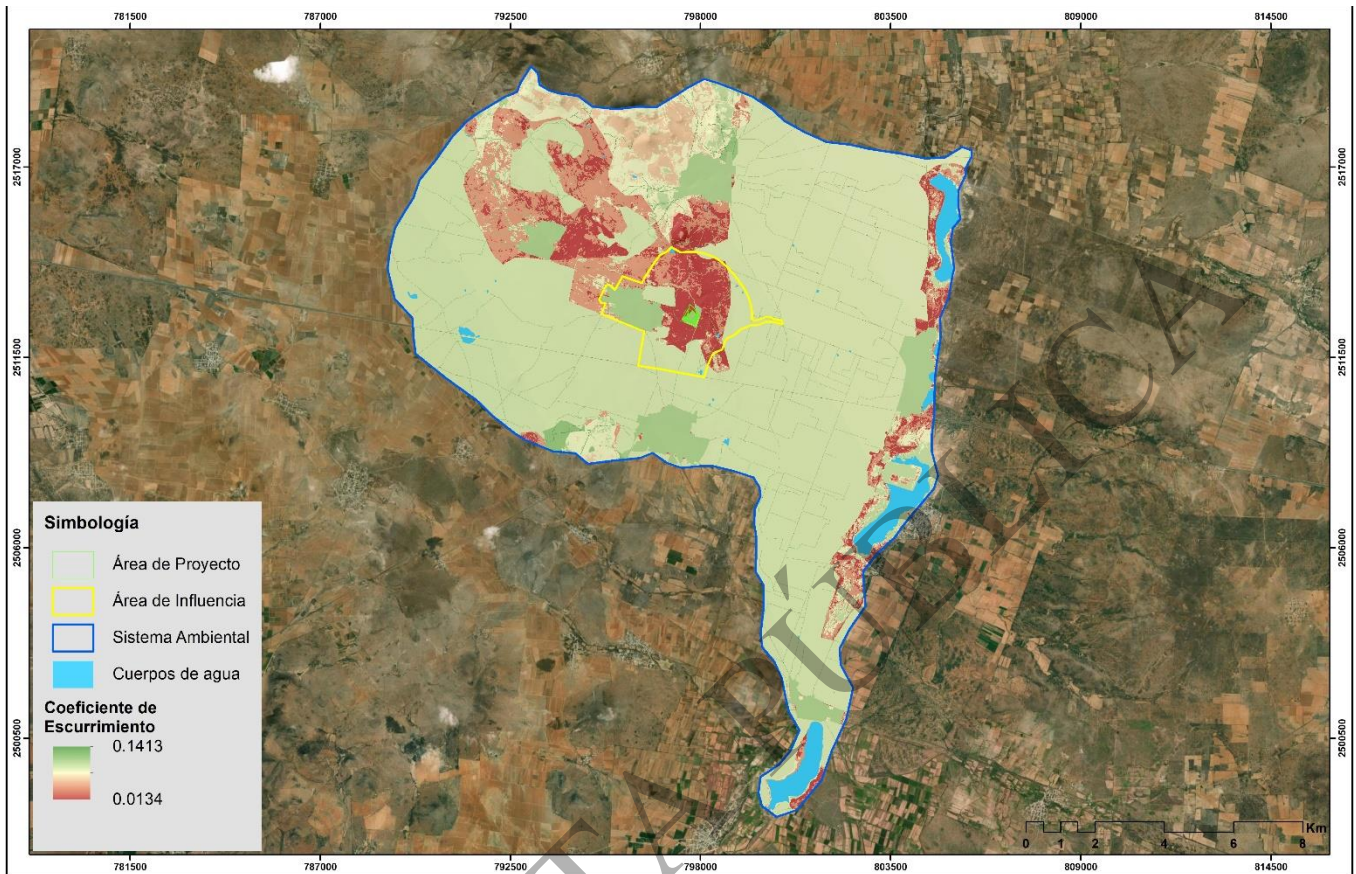 781500 787000 792500 798000 803500 809000 814500
2517000 2517000
2511500 2511500
2506000 2506000
2500500 2500500
Simbología
Área de Proyecto
Área de Influencia
Sistema Ambiental
Cuerpos de agua
Coeficiente de
Escurrimiento
0.1413
0.0134
Km
0 1 2 4 6 8
781500 787000 792500 798000 803500 809000 814500
TA PÚBLICA